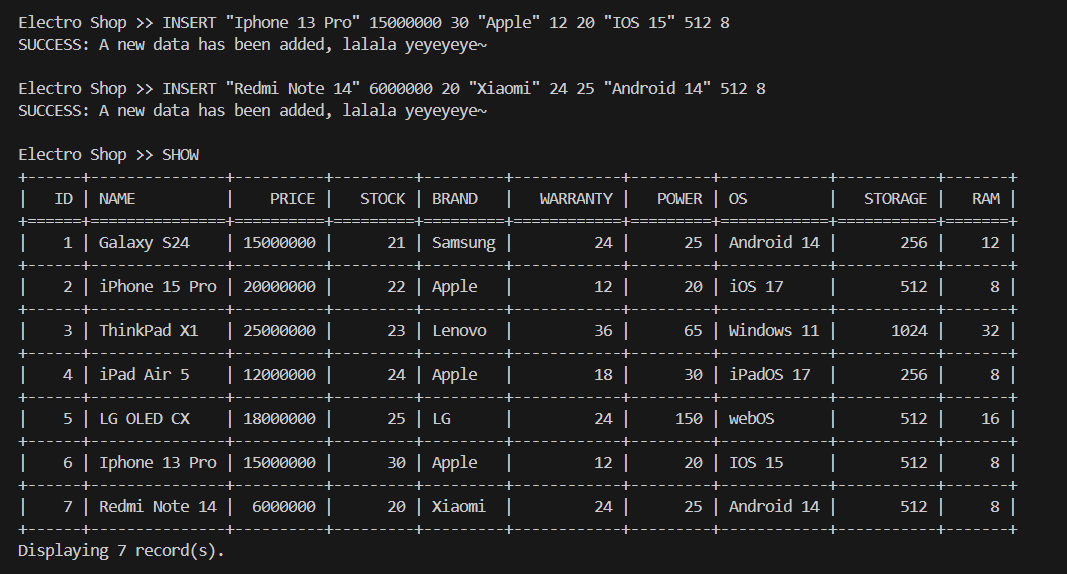 Electro Shop >> INSERT "Iphone 13 Pro" 15000000 30 "Apple" 12 20 "IOS 15" 512 8
SUCCESS: A new data has been added, lalala yeyeyeye~
Electro Shop >> INSERT "Redmi Note 14" 6000000 20 "Xiaomi" 24 25 "Android 14" 512 8
SUCCESS: A new data has been added, lalala yeyeyeye~
Electro Shop >> SHOW
+------+---------------+----------+---------+---------+------------+---------+------------+-----------+-------+
|   ID | NAME          |    PRICE |   STOCK | BRAND   |   WARRANTY |   POWER | OS         |   STORAGE |   RAM |
+======+===============+==========+=========+=========+============+=========+============+===========+=======+
|    1 | Galaxy S24    | 15000000 |      21 | Samsung |         24 |      25 | Android 14 |       256 |    12 |
+------+---------------+----------+---------+---------+------------+---------+------------+-----------+-------+
|    2 | iPhone 15 Pro | 20000000 |      22 | Apple   |         12 |      20 | iOS 17     |       512 |     8 |
+------+---------------+----------+---------+---------+------------+---------+------------+-----------+-------+
|    3 | ThinkPad X1   | 25000000 |      23 | Lenovo  |         36 |      65 | Windows 11 |      1024 |    32 |
+------+---------------+----------+---------+---------+------------+---------+------------+-----------+-------+
|    4 | iPad Air 5    | 12000000 |      24 | Apple   |         18 |      30 | iPadOS 17  |       256 |     8 |
+------+---------------+----------+---------+---------+------------+---------+------------+-----------+-------+
|    5 | LG OLED CX    | 18000000 |      25 | LG      |         24 |     150 | webOS      |       512 |    16 |
+------+---------------+----------+---------+---------+------------+---------+------------+-----------+-------+
|    6 | Iphone 13 Pro | 15000000 |      30 | Apple   |         12 |      20 | IOS 15     |       512 |     8 |
+------+---------------+----------+---------+---------+------------+---------+------------+-----------+-------+
|    7 | Redmi Note 14 |  6000000 |      20 | Xiaomi  |         24 |      25 | Android 14 |       512 |     8 |
+------+---------------+----------+---------+---------+------------+---------+------------+-----------+-------+
Displaying 7 record(s).